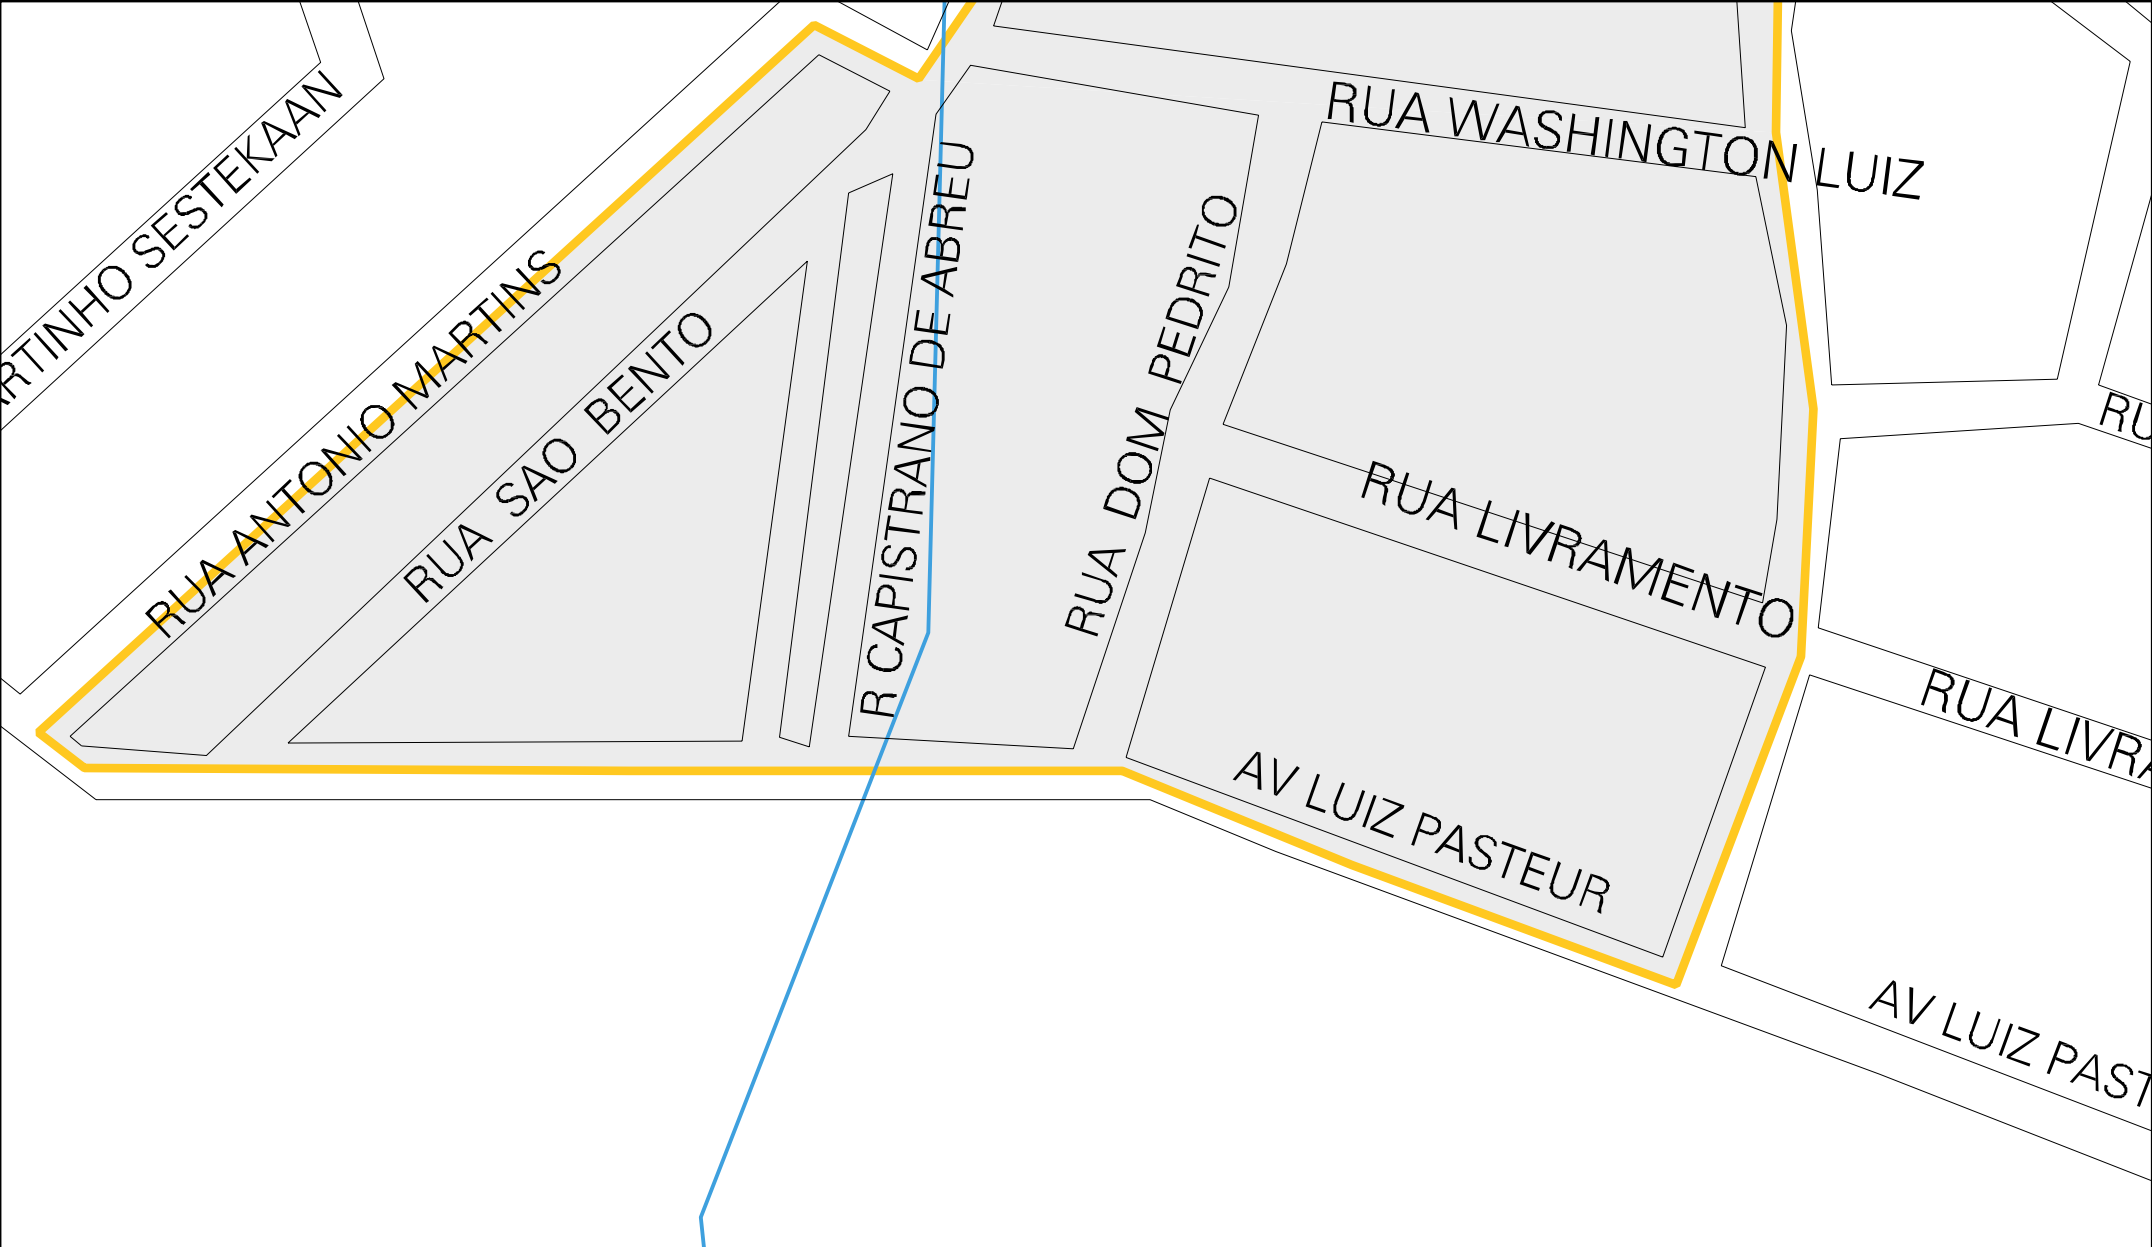 RUA WASHINGTON LUIZ
RTINHO SESTEKAAN
RUA ANTONIO MARTINS
RUA SAO BENTO
R CAPISTRANO DE ABREU
RUA DOM PEDRITO
RU
RUA LIVRAMENTO
RUA LIVRA
AV LUIZ PASTEUR
AV LUIZ PAST